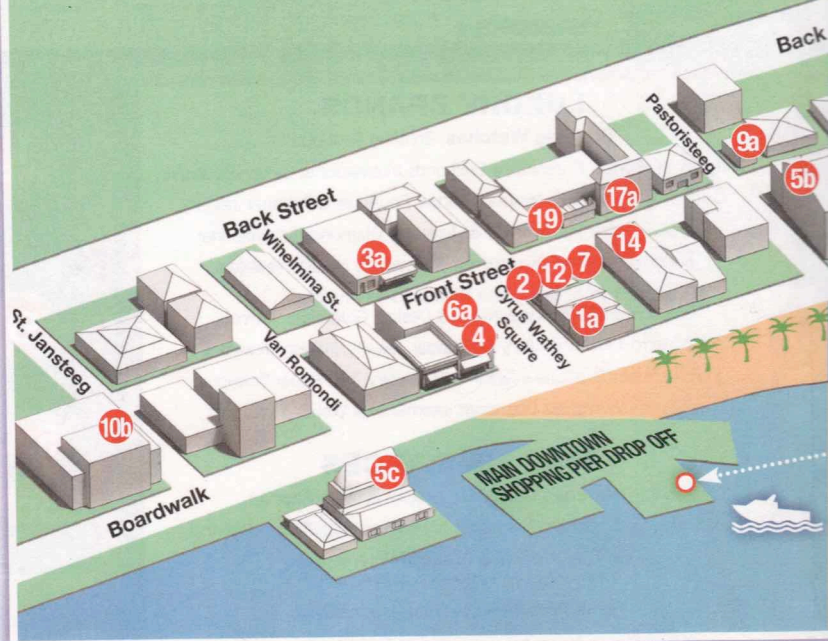 Back
Pastoristeeg
9a
5b
Back Street
17a
19
Wihelmina St.
3a
14
Front Street
2
12
7
Cyrus Wathey
Square
1a
6a
4
St. Jansteeg
Van Romondi
10b
5c
MAIN DOWNTOWN
SHOPPING PIER DROP OFF
Boardwalk